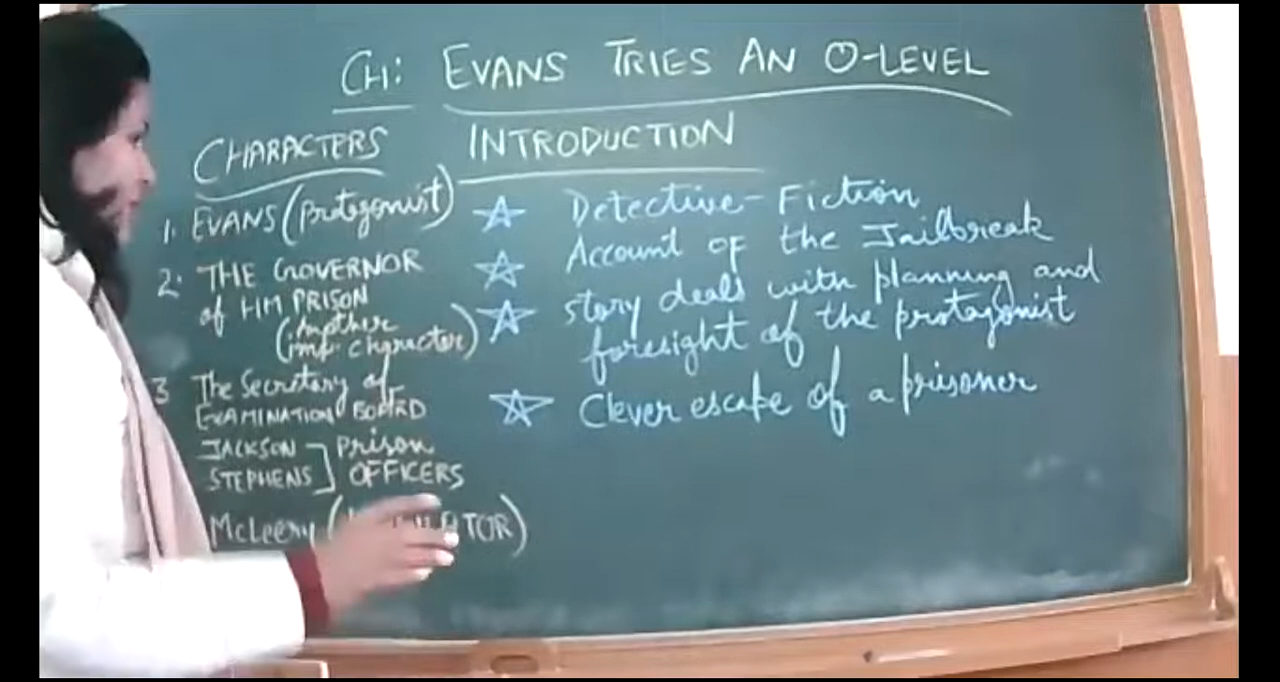 CH: EVANS TRIES AN O-LEVEL
CHARACTERS
1. EVANS (Protagonist)
2. THE GOVERNOR
of HM PRISON
(Another
imp. character)
3 The Secretary of
EXAMINATION BOARD
JACKSON
STEPHENS
Prison
OFFICERS
McLeery (TOR)
INTRODUCTION
Detective-Fiction
Account of the Jailbreak
story deals with planning and
foresight of the protagonist
Clever escape of a prisoner